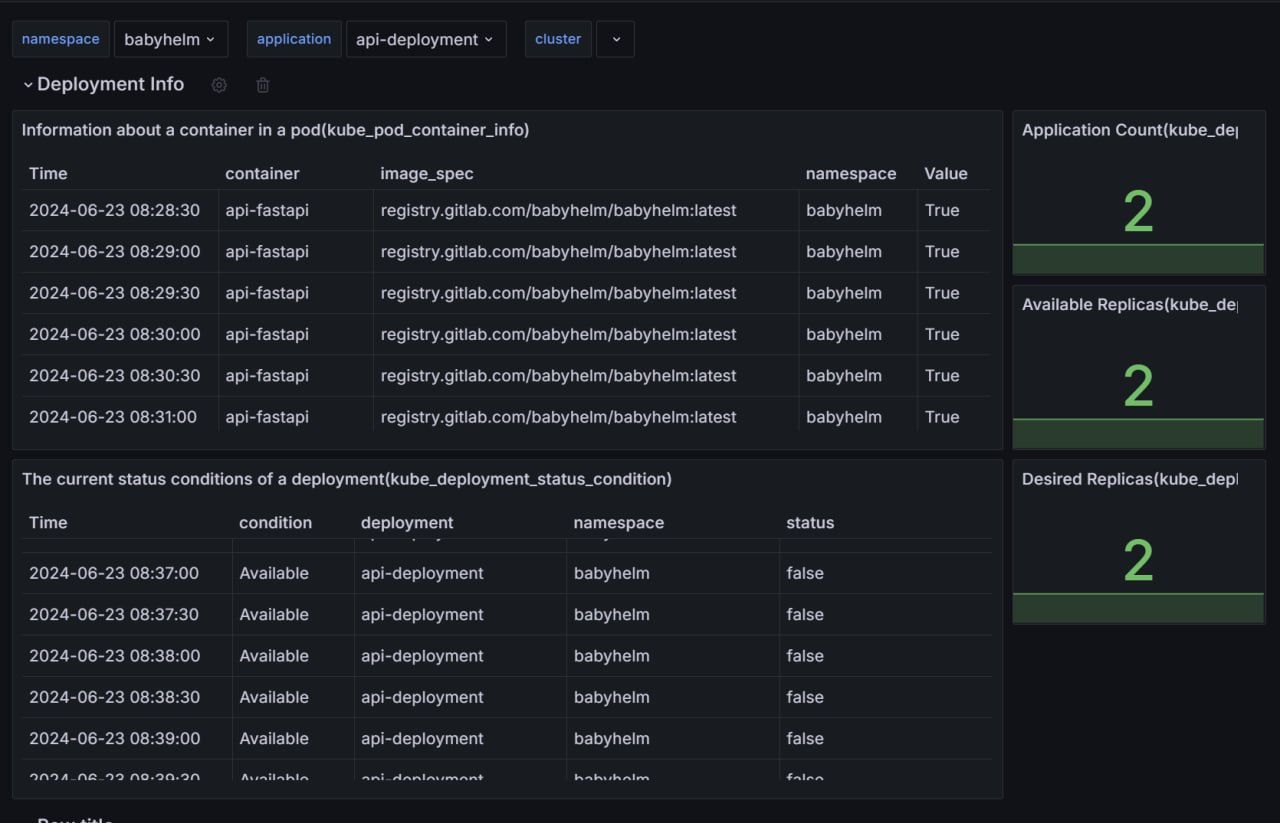 namespace babyhelm application api-deployment cluster
Deployment Info
Information about a container in a pod(kube_pod_container_info)
Time container image_spec namespace Value
2024-06-23 08:28:30 api-fastapi registry.gitlab.com/babyhelm/babyhelm:latest babyhelm True
2024-06-23 08:29:00 api-fastapi registry.gitlab.com/babyhelm/babyhelm:latest babyhelm True
2024-06-23 08:29:30 api-fastapi registry.gitlab.com/babyhelm/babyhelm:latest babyhelm True
2024-06-23 08:30:00 api-fastapi registry.gitlab.com/babyhelm/babyhelm:latest babyhelm True
2024-06-23 08:30:30 api-fastapi registry.gitlab.com/babyhelm/babyhelm:latest babyhelm True
2024-06-23 08:31:00 api-fastapi registry.gitlab.com/babyhelm/babyhelm:latest babyhelm True
Application Count(kube_de
2
Available Replicas(kube_de
2
The current status conditions of a deployment(kube_deployment_status_condition)
Time condition deployment namespace status
2024-06-23 08:37:00 Available api-deployment babyhelm false
2024-06-23 08:37:30 Available api-deployment babyhelm false
2024-06-23 08:38:00 Available api-deployment babyhelm false
2024-06-23 08:38:30 Available api-deployment babyhelm false
2024-06-23 08:39:00 Available api-deployment babyhelm false
2024-06-23 08:39:30 Available api-deployment babyhelm false
Desired Replicas(kube_depl
2
Row title